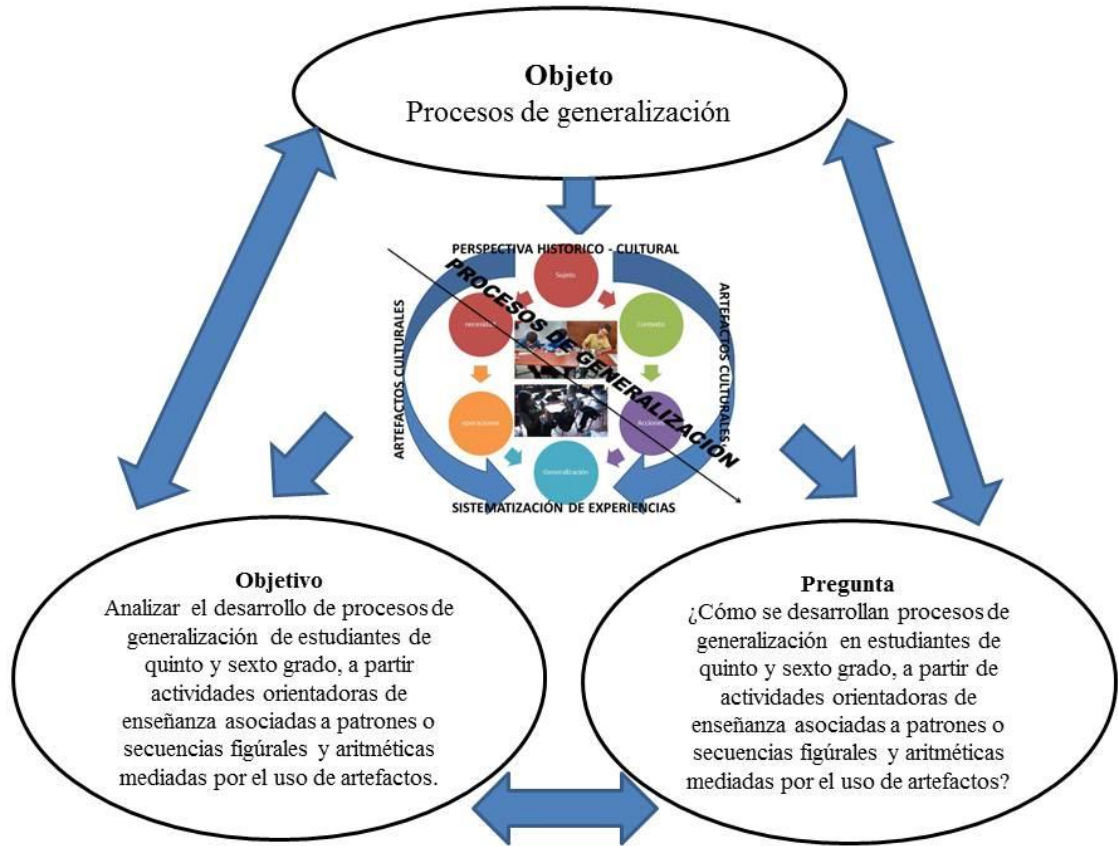 Objeto
Procesos de generalización
PERSPECTIVA HISTORICO - CULTURAL
PROCESOS DE GENERALIZACIÓN
ARTEFACTOS CULTURALES
ARTEFACTOS CULTURALES
Sujeto
Contexto
Acciones
Generalización
SISTEMATIZACIÓN DE EXPERIENCIAS
Objetivo
Analizar el desarrollo de procesos de
generalización de estudiantes de
quinto y sexto grado, a partir
actividades orientadoras de
enseñanza asociadas a patrones o
secuencias figúrales y aritméticas
mediadas por el uso de artefactos.
Pregunta
¿Cómo se desarrollan procesos de
generalización en estudiantes de
quinto y sexto grado, a partir de
actividades orientadoras de
enseñanza asociadas a patrones o
secuencias figúrales y aritméticas
mediadas por el uso de artefactos?